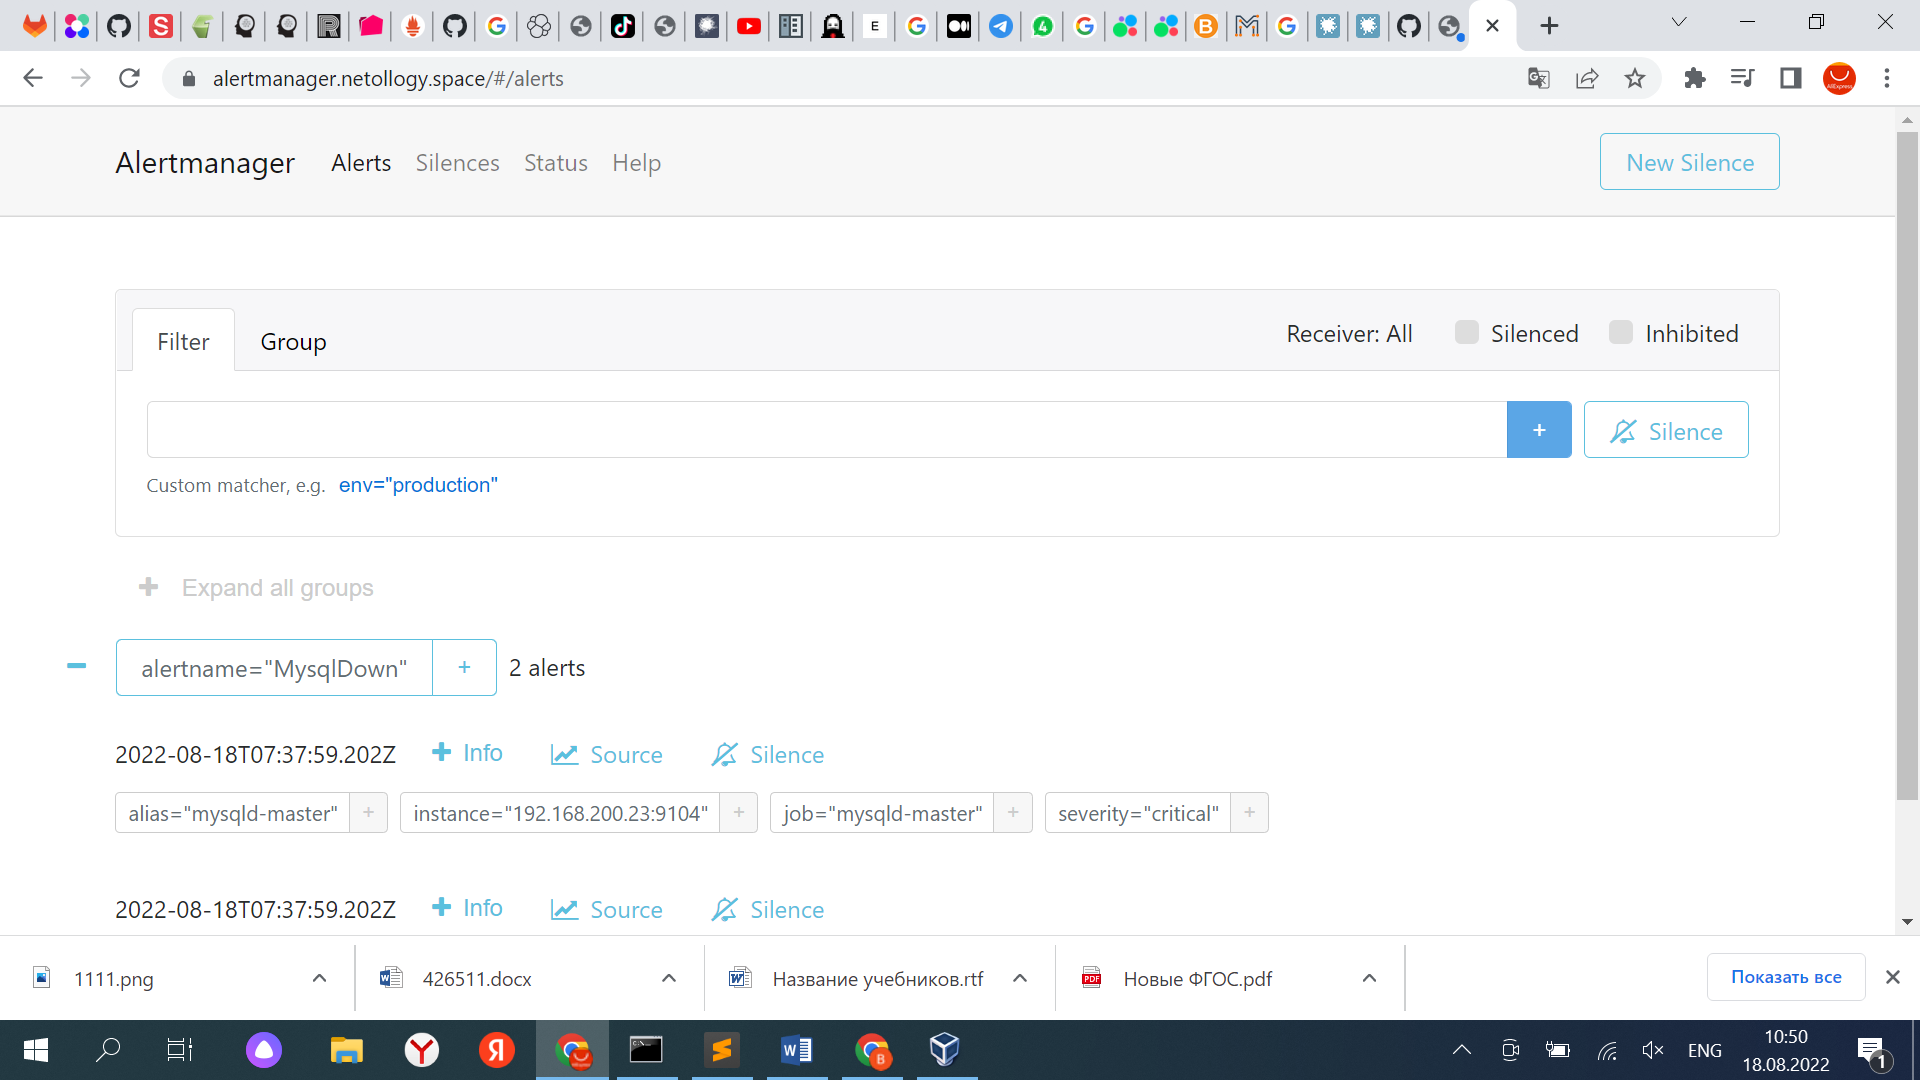 alertmanager.netollogy.space/#/alerts
Alertmanager Alerts Silences Status Help New Silence
Filter Group Receiver: All Silenced Inhibited
+ Silence
Custom matcher, e.g. env="production"
+ Expand all groups
alertname="MysqlDown" + 2 alerts
2022-08-18T07:37:59.202Z + Info Source Silence
alias="mysqld-master" + instance="192.168.200.23:9104" + job="mysqld-master" + severity="critical" +
2022-08-18T07:37:59.202Z + Info Source Silence
1111.png 426511.docx Название учебников.rtf Новые ФГОС.pdf Показать все
ENG 10:50
18.08.2022
1